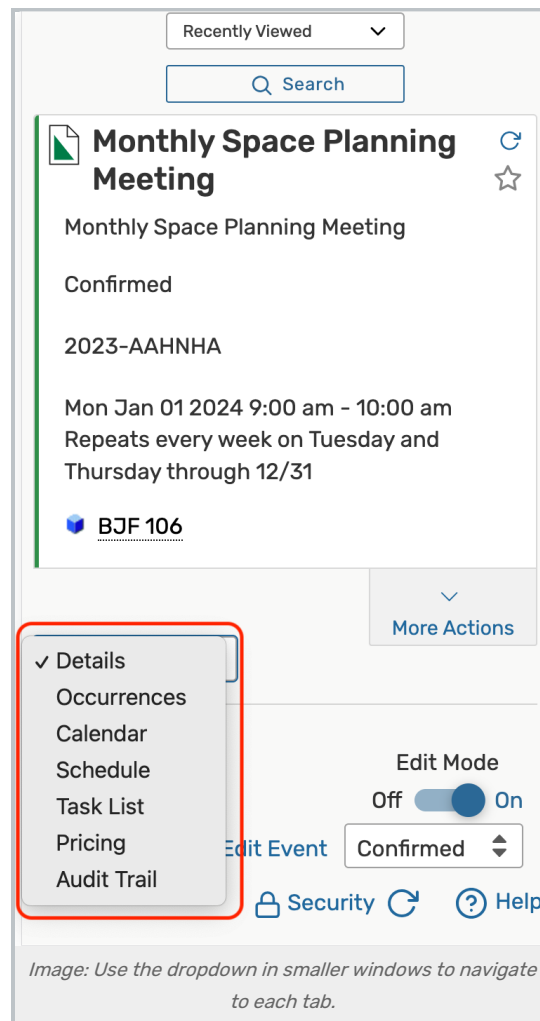 Recently Viewed
Search
Monthly Space Planning
Meeting
Monthly Space Planning Meeting
Confirmed
2023-AAHNHA
Mon Jan 01 2024 9:00 am - 10:00 am
Repeats every week on Tuesday and
Thursday through 12/31
BJF 106
More Actions
✓ Details
Occurrences
Calendar
Schedule
Task List
Pricing
Audit Trail
Edit Mode
Off On
Edit Event Confirmed
Security Help
Image: Use the dropdown in smaller windows to navigate
to each tab.